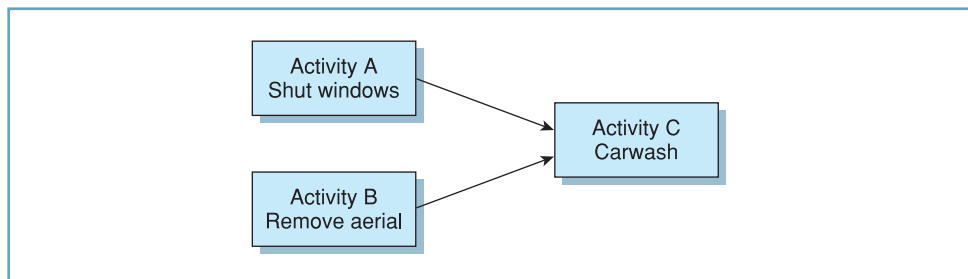 Activity A
Shut windows
Activity B
Remove aerial
Activity C
Carwash